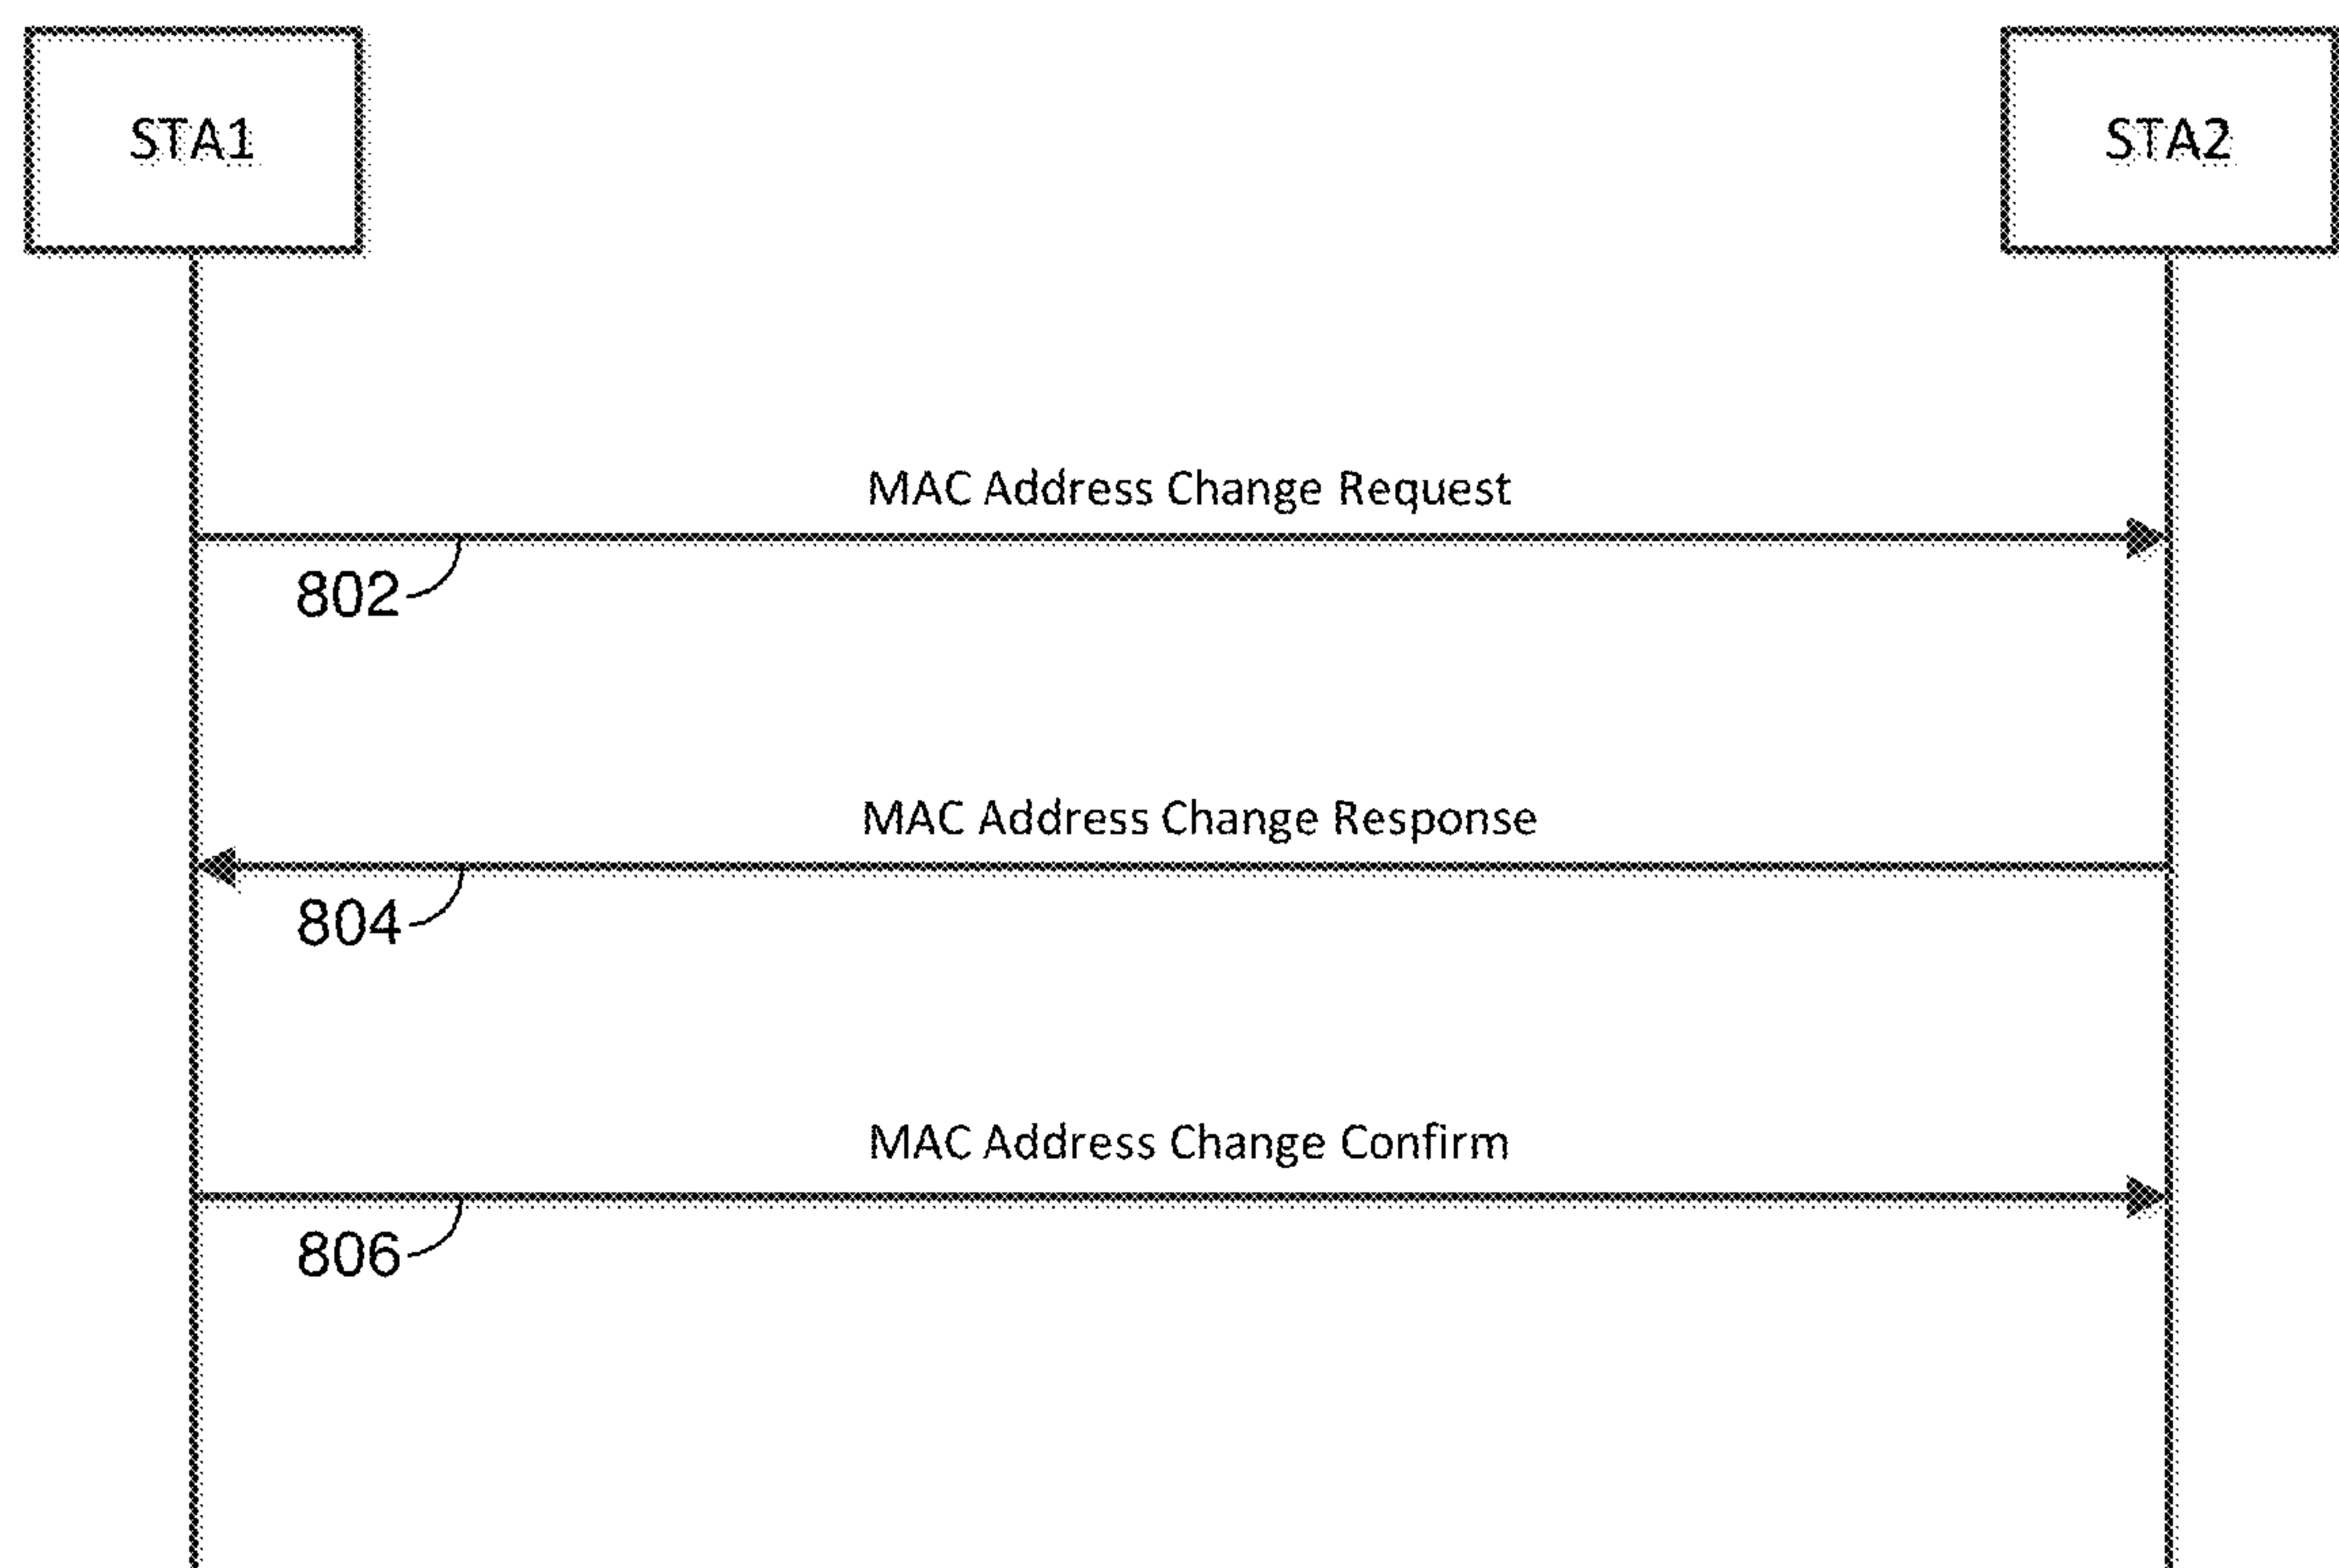 STA1
STA2
MAC Address Change Request
802
MAC Address Change Response
804
MAC Address Change Confirm
806